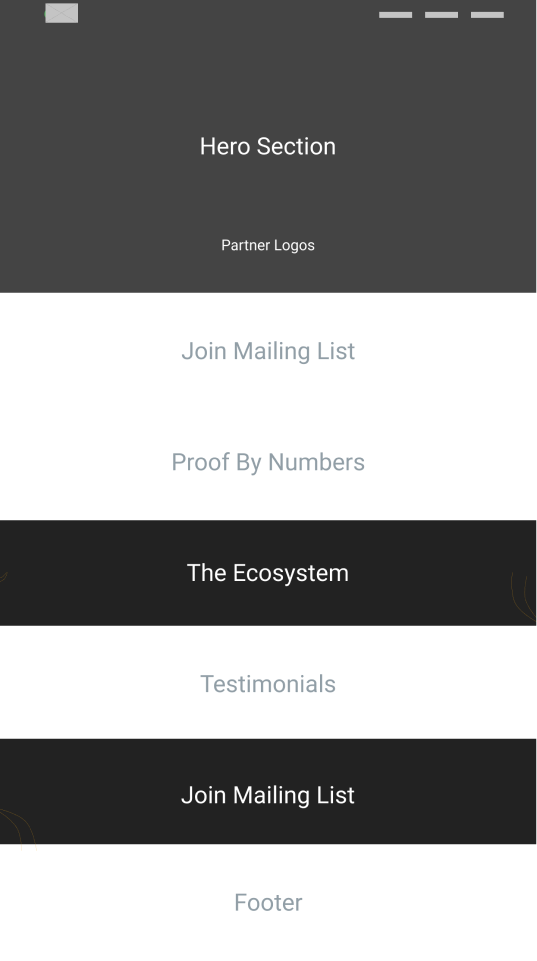 Hero Section
Partner Logos
Join Mailing List
Proof By Numbers
The Ecosystem
Testimonials
Join Mailing List
Footer